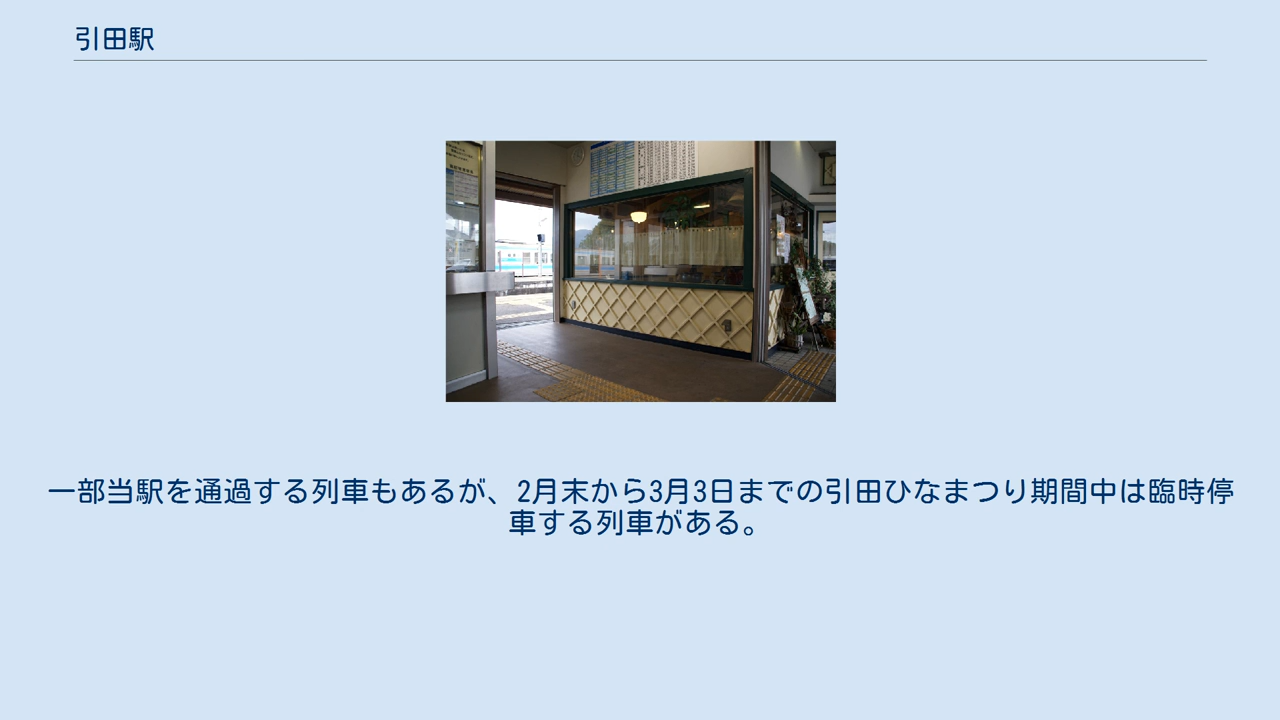 引田駅
一部当駅を通過する列車もあるが、2月末から3月3日までの引田ひなまつり期間中は臨時停
車する列車がある。